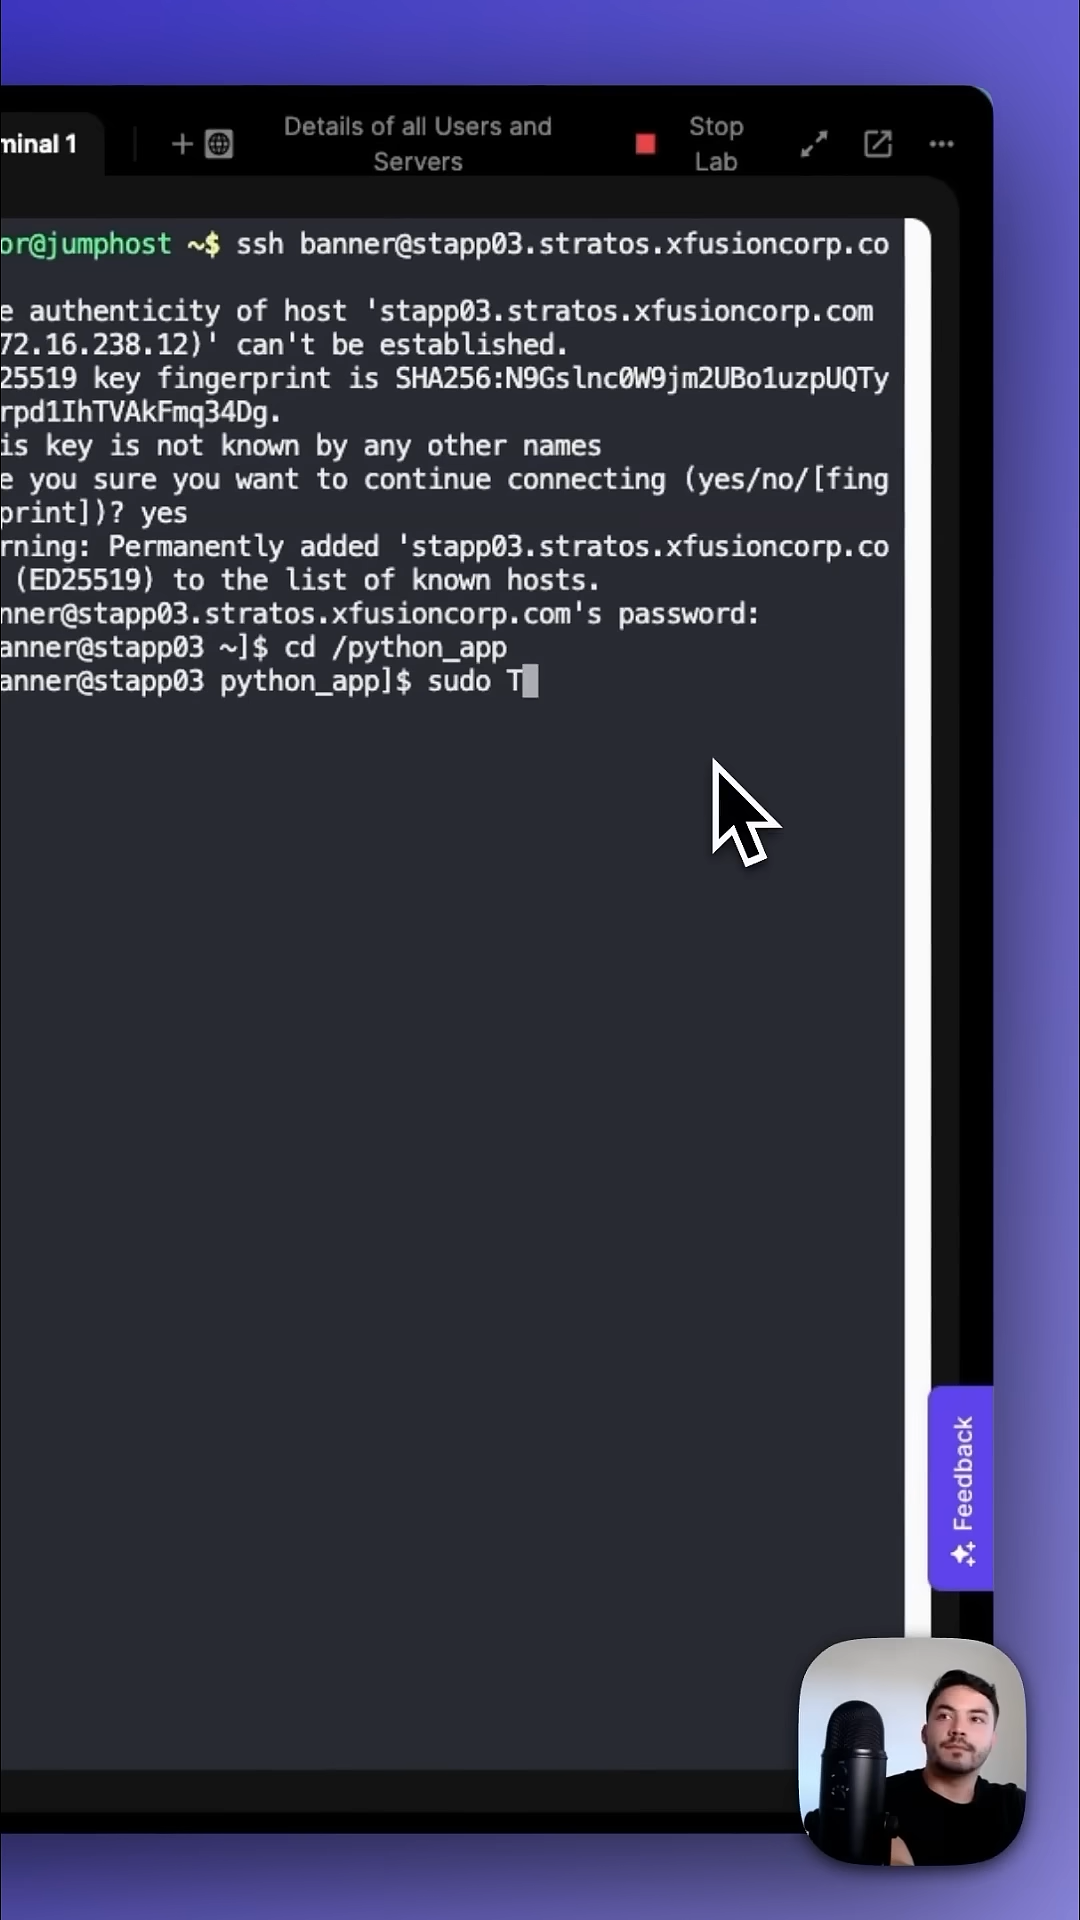 minal 1
Details of all Users and
Servers
Stop
Lab
or@jumphost ~$ ssh banner@stapp03.stratos.xfusioncorp.co
e authenticity of host 'stapp03.stratos.xfusioncorp.com
72.16.238.12)' can't be established.
25519 key fingerprint is SHA256:N9Gslnc0W9jm2UBo1uzpUQTy
rpd1IhTVAkFmq34Dg.
is key is not known by any other names
e you sure you want to continue connecting (yes/no/[fing
print])? yes
rning: Permanently added 'stapp03.stratos.xfusioncorp.co
(ED25519) to the list of known hosts.
nner@stapp03.stratos.xfusioncorp.com's password:
anner@stapp03 ~]$ cd /python_app
anner@stapp03 python_app]$ sudo T
Feedback